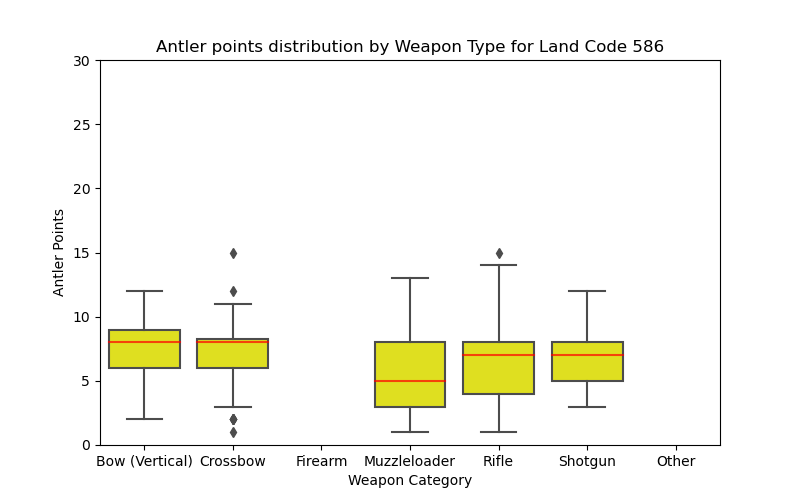 Antler points distribution by Weapon Type for Land Code 586
30
25
20
15
10
5
0
Antler Points
Bow (Vertical) Crossbow Firearm Muzzleloader Rifle Shotgun Other
Weapon Category